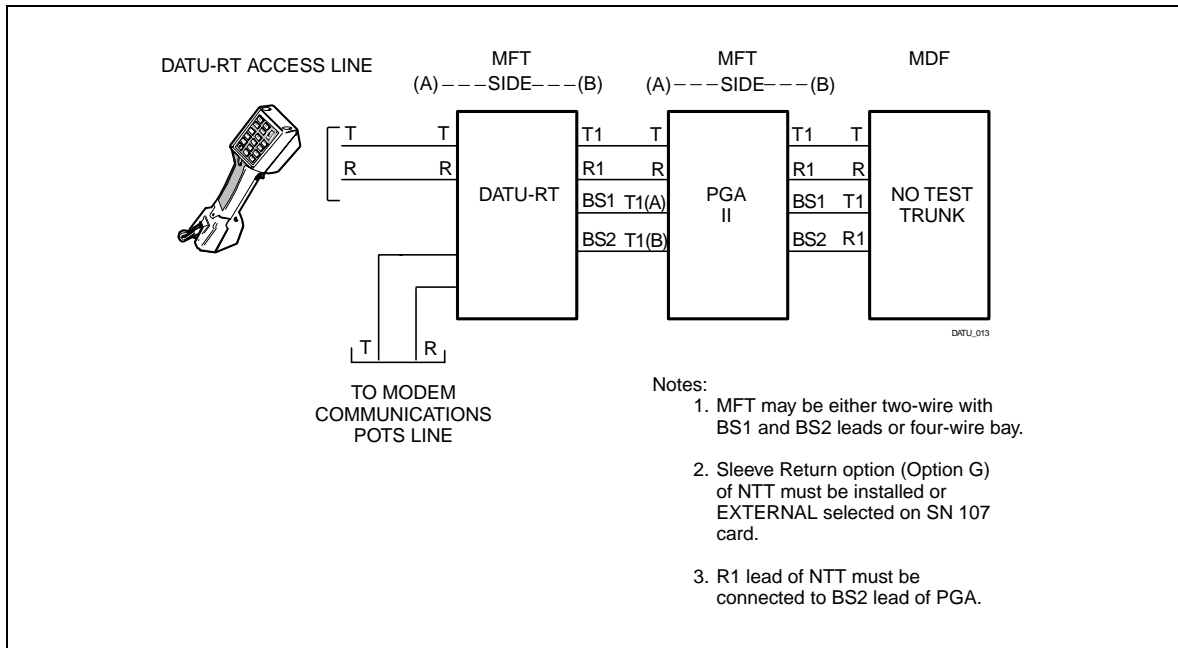 DATU-RT ACCESS LINE
MFT
(A) – – – –SIDE– – – –(B)
MFT
(A) – – – –SIDE– – – –(B)
MDF
T T T1 T T1 T
R R R1 R R1 R
DATU-RT
BS1 T1(A)
PGA
II
BS1 T1
NO TEST
TRUNK
BS2 T1(B)
BS2 R1
DATU_013
T R
TO MODEM
COMMUNICATIONS
POTS LINE
Notes:
1. MFT may be either two-wire with
BS1 and BS2 leads or four-wire bay.
2. Sleeve Return option (Option G)
of NTT must be installed or
EXTERNAL selected on SN 107
card.
3. R1 lead of NTT must be
connected to BS2 lead of PGA.